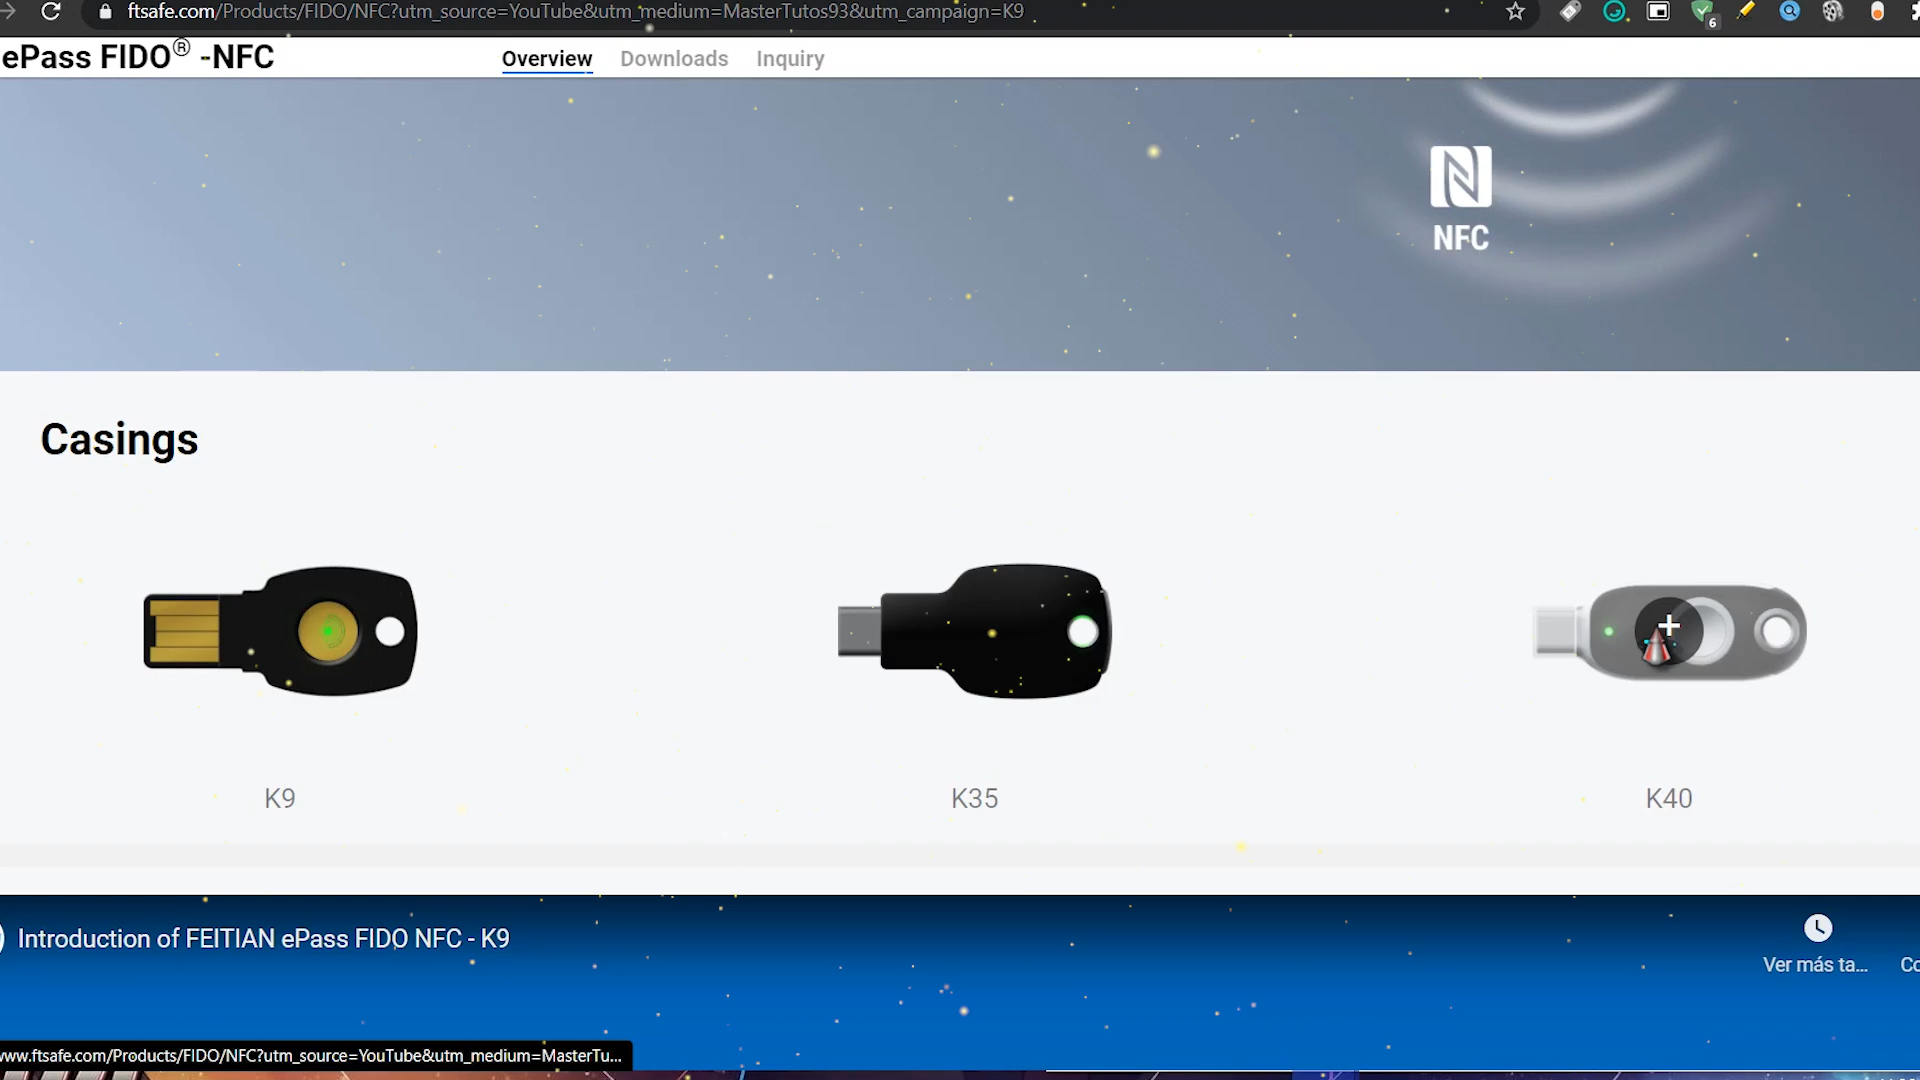 ftsafe.com/Products/FIDO/NFC?utm_source=YouTube&utm_medium=MasterTutos93&utm_campaign=K9
6
ePass FIDO® -NFC
Overview
Downloads
Inquiry
NFC
Casings
K9
K35
K40
Introduction of FEITIAN ePass FIDO NFC - K9
Ver más ta...
Co
www.ftsafe.com/Products/FIDO/NFC?utm_source=YouTube&utm_medium=MasterTu...